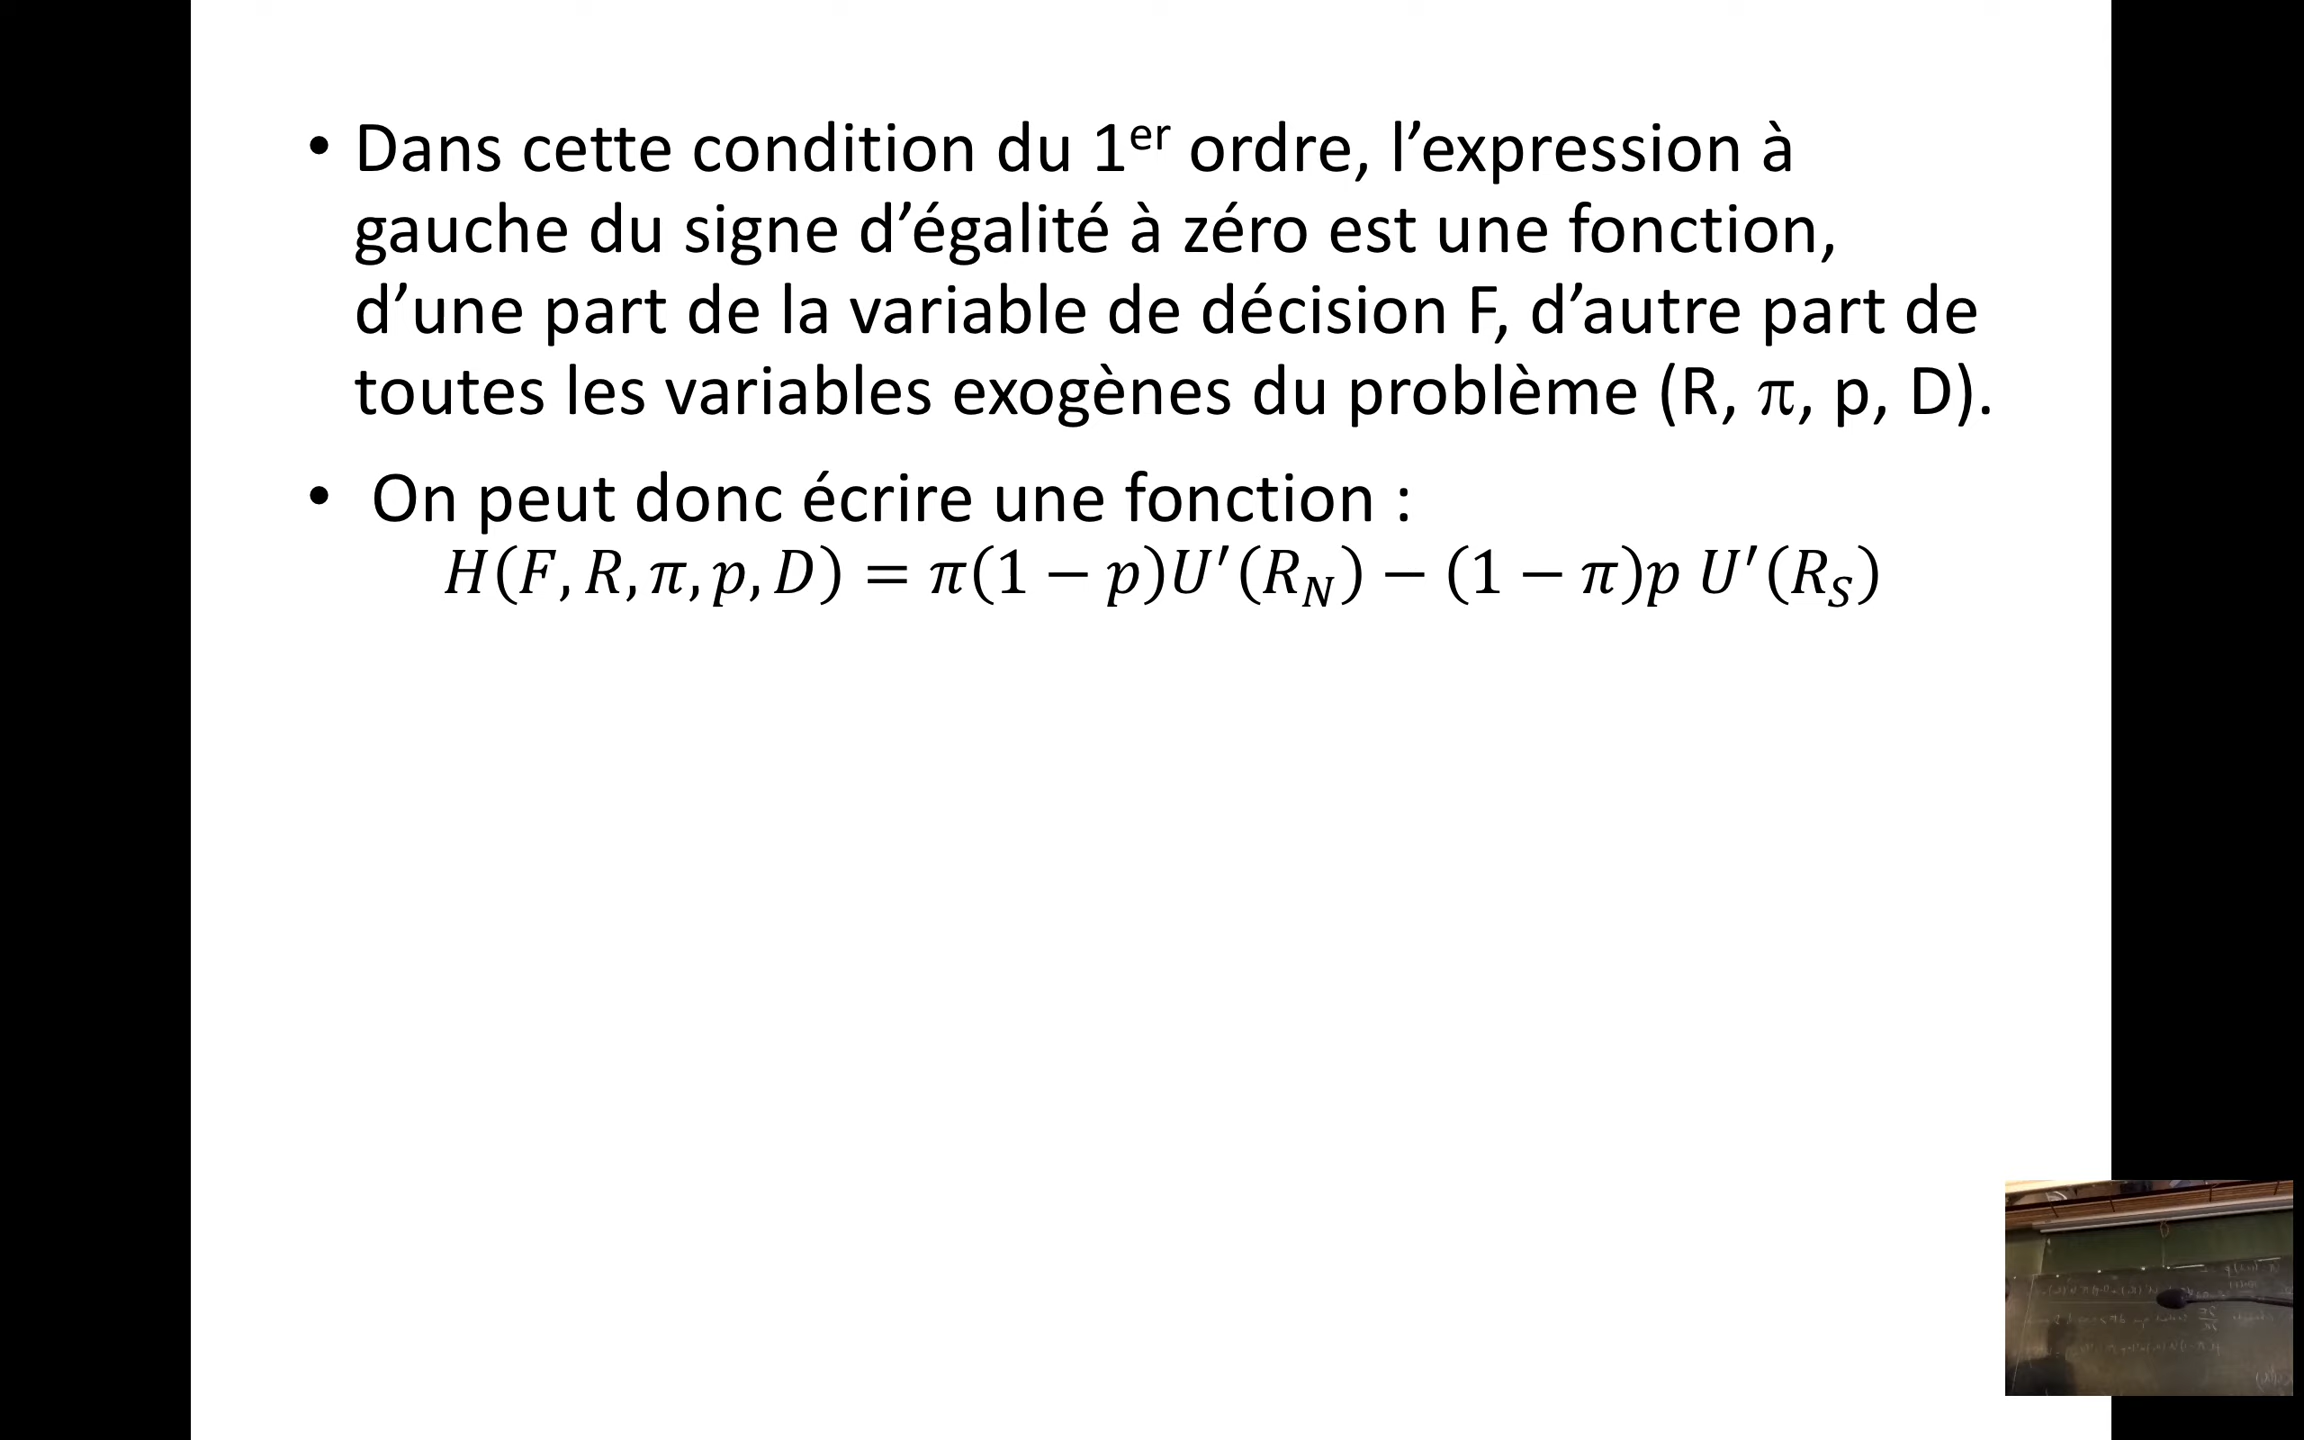 • Dans cette condition du 1er ordre, l’expression à
gauche du signe d’égalité à zéro est une fonction,
d’une part de la variable de décision F, d’autre part de
toutes les variables exogènes du problème (R, π, p, D).
• On peut donc écrire une fonction :
H(F, R, π, p, D) = π(1 − p)U′(R_N) − (1 − π)p U′(R_S)